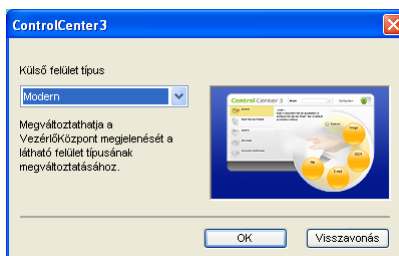 ControlCenter3
Külső felület típus
Modern
Megváltoztathatja a
VezérlőKözpont megjelenését a
látható felület típusának
megváltoztatásához.
Control Center 3
OK
Visszavonás